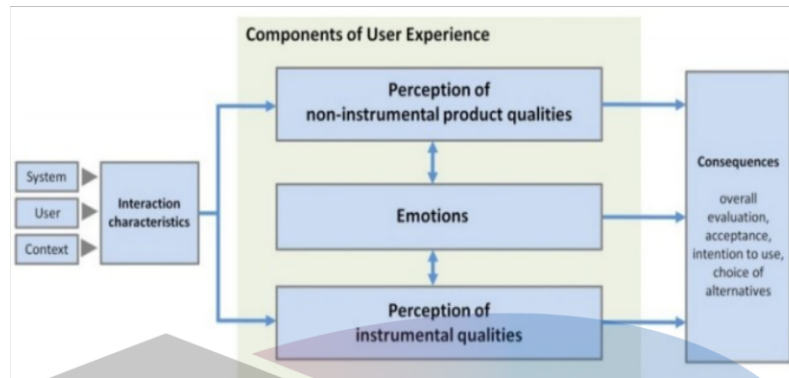 Components of User Experience
Perception of
non-instrumental product qualities
System
User
Context
Interaction
characteristics
Emotions
Perception of
instrumental qualities
Consequences
overall
evaluation,
acceptance,
intention to use,
choice of
alternatives